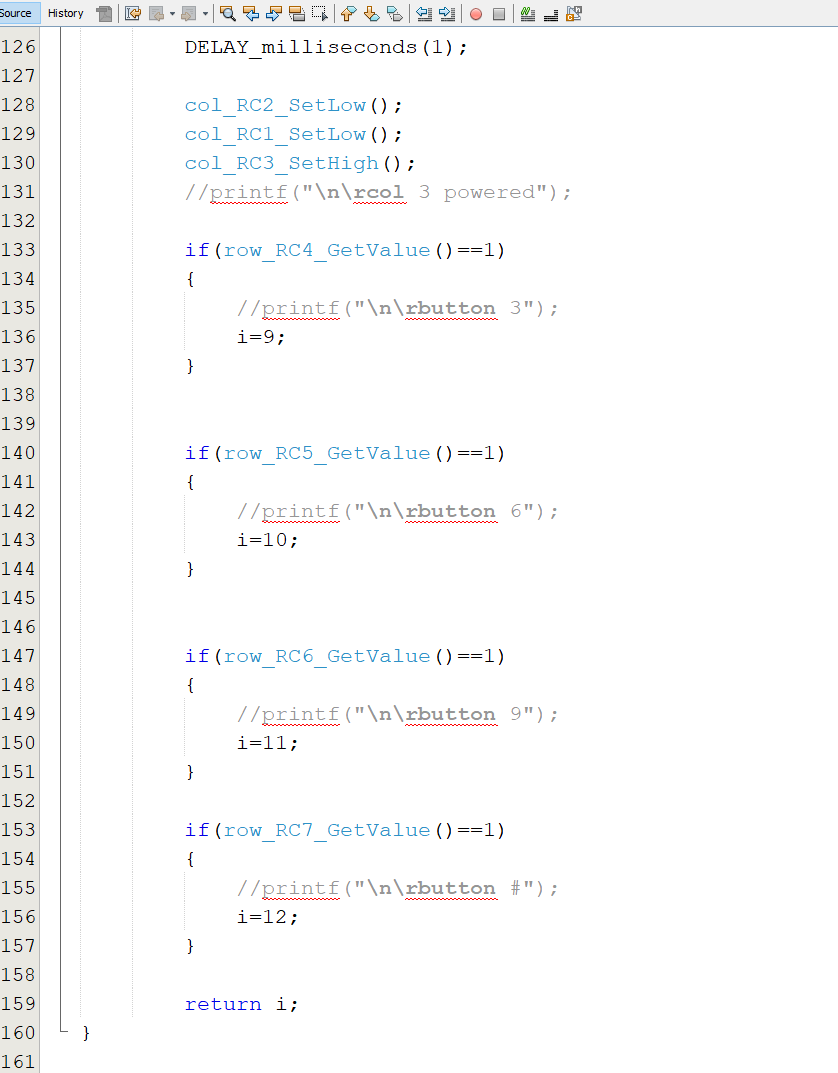 Source History
126 DELAY_milliseconds(1);
127
128 col_RC2_SetLow();
129 col_RC1_SetLow();
130 col_RC3_SetHigh();
131 //printf("\n\rcol 3 powered");
132
133 if(row_RC4_GetValue()==1)
134 {
135 //printf("\n\rbutton 3");
136 i=9;
137 }
138
139
140 if(row_RC5_GetValue()==1)
141 {
142 //printf("\n\rbutton 6");
143 i=10;
144 }
145
146
147 if(row_RC6_GetValue()==1)
148 {
149 //printf("\n\rbutton 9");
150 i=11;
151 }
152
153 if(row_RC7_GetValue()==1)
154 {
155 //printf("\n\rbutton #");
156 i=12;
157 }
158
159 return i;
160 }
161